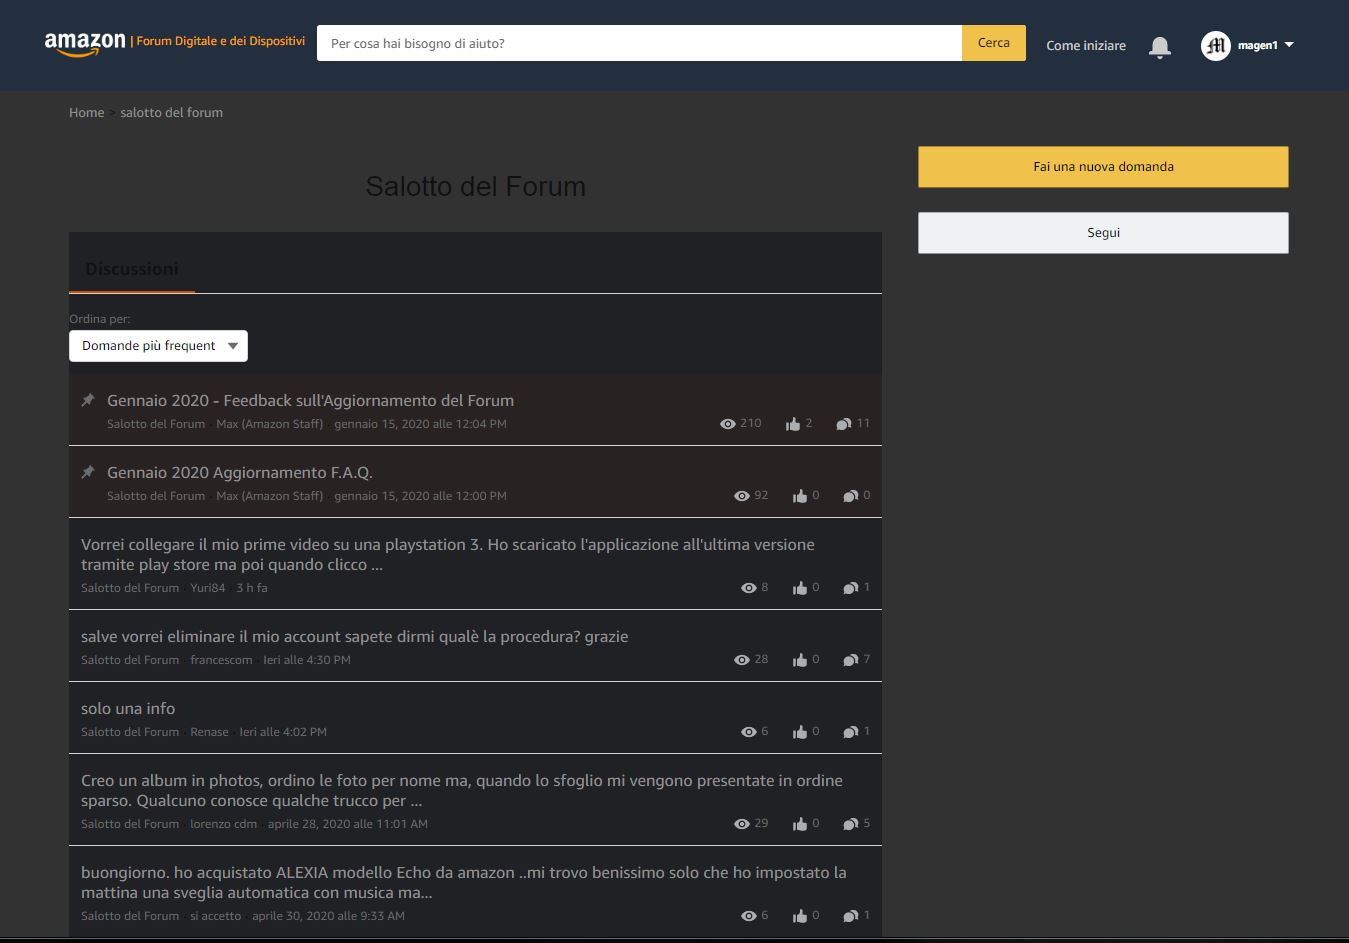 amazon | Forum Digitale e dei Dispositivi
Per cosa hai bisogno di aiuto?
Cerca
Come iniziare
magen1
Home > salotto del forum
Fai una nuova domanda
Salotto del Forum
Segui
Discussioni
Ordina per:
Domande più frequent
Gennaio 2020 - Feedback sull'Aggiornamento del Forum
Salotto del Forum · Max (Amazon Staff) · gennaio 15, 2020 alle 12:04 PM 210 2 11
Gennaio 2020 Aggiornamento F.A.Q.
Salotto del Forum · Max (Amazon Staff) · gennaio 15, 2020 alle 12:00 PM 92 0 0
Vorrei collegare il mio prime video su una playstation 3. Ho scaricato l'applicazione all'ultima versione
tramite play store ma poi quando clicco ...
Salotto del Forum · Yuri84 · 3 h fa 8 0 1
salve vorrei eliminare il mio account sapete dirmi qualè la procedura? grazie
Salotto del Forum · francescom · Ieri alle 4:30 PM 28 0 7
solo una info
Salotto del Forum · Renase · Ieri alle 4:02 PM 6 0 1
Creo un album in photos, ordino le foto per nome ma, quando lo sfoglio mi vengono presentate in ordine
sparso. Qualcuno conosce qualche trucco per ...
Salotto del Forum · lorenzo cdm · aprile 28, 2020 alle 11:01 AM 29 0 5
buongiorno. ho acquistato ALEXIA modello Echo da amazon ..mi trovo benissimo solo che ho impostato la
mattina una sveglia automatica con musica ma...
Salotto del Forum · si accetto · aprile 30, 2020 alle 9:33 AM 6 0 1